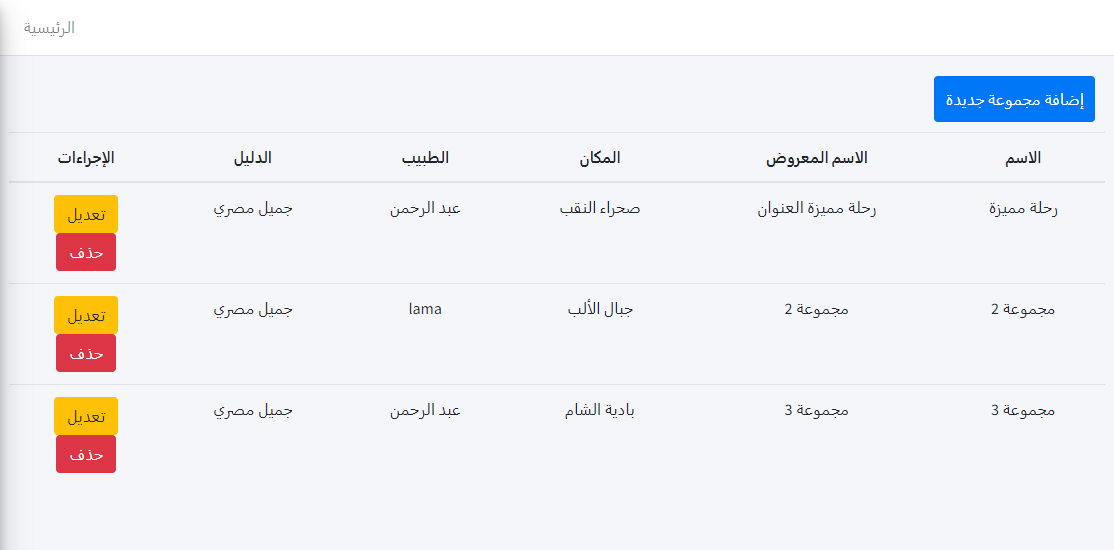 الرئيسية
إضافة مجموعة جديدة
الاسم الاسم المعروض المكان الطبيب الدليل الإجراءات
رحلة مميزة رحلة مميزة العنوان صحراء النقب عبد الرحمن جميل مصري تعديل
حذف
مجموعة 2 مجموعة 2 جبال الألب lama جميل مصري تعديل
حذف
مجموعة 3 مجموعة 3 بادية الشام عبد الرحمن جميل مصري تعديل
حذف